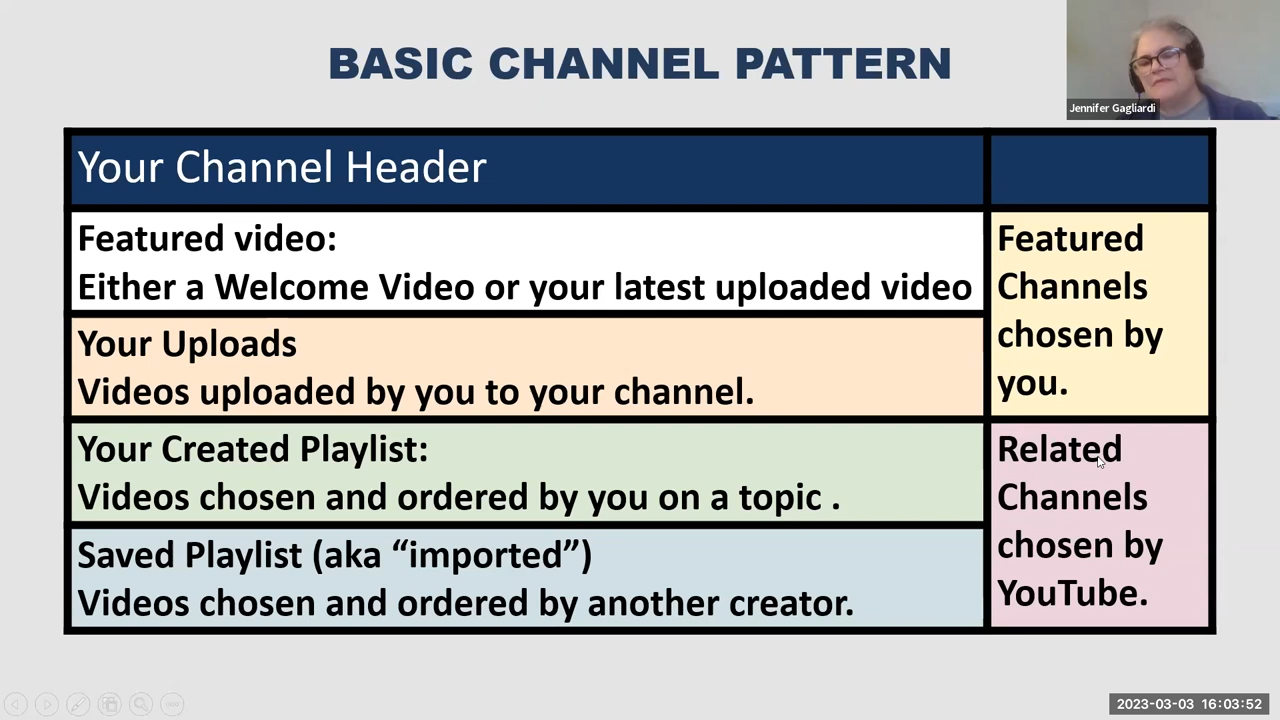 BASIC CHANNEL PATTERN
Jennifer Gagliardi
Your Channel Header
Featured video:
Either a Welcome Video or your latest uploaded video
Your Uploads
Videos uploaded by you to your channel.
Your Created Playlist:
Videos chosen and ordered by you on a topic .
Saved Playlist (aka “imported”)
Videos chosen and ordered by another creator.
Featured
Channels
chosen by
you.
Related
Channels
chosen by
YouTube.
2023-03-03 16:03:52